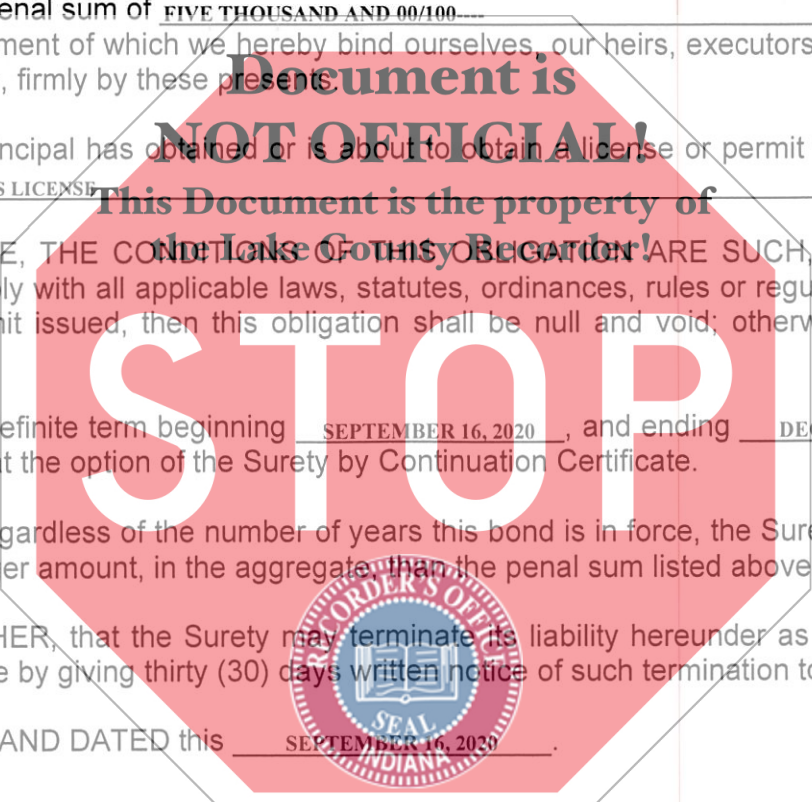 enal sum of FIVE THOUSAND AND 00/100----
ment of which we hereby bind ourselves, our heirs, executors
, firmly by these presents.
Document is
NOT OFFICIAL!
ncipal has obtained or is about to obtain a license or permit
S LICENSE
This Document is the property of
the Lake County Recorder!
E, THE CONDITIONS OF THIS OBLIGATION ARE SUCH,
ly with all applicable laws, statutes, ordinances, rules or regu
nit issued, then this obligation shall be null and void; otherw
STOP
efinite term beginning SEPTEMBER 16, 2020 , and ending DE
t the option of the Surety by Continuation Certificate.
gardless of the number of years this bond is in force, the Sure
er amount, in the aggregate, than the penal sum listed above
HER, that the Surety may terminate its liability hereunder as
e by giving thirty (30) days written notice of such termination to
RECORDER'S OFFICE
SEAL
INDIANA
AND DATED this SEPTEMBER 16, 2020 .